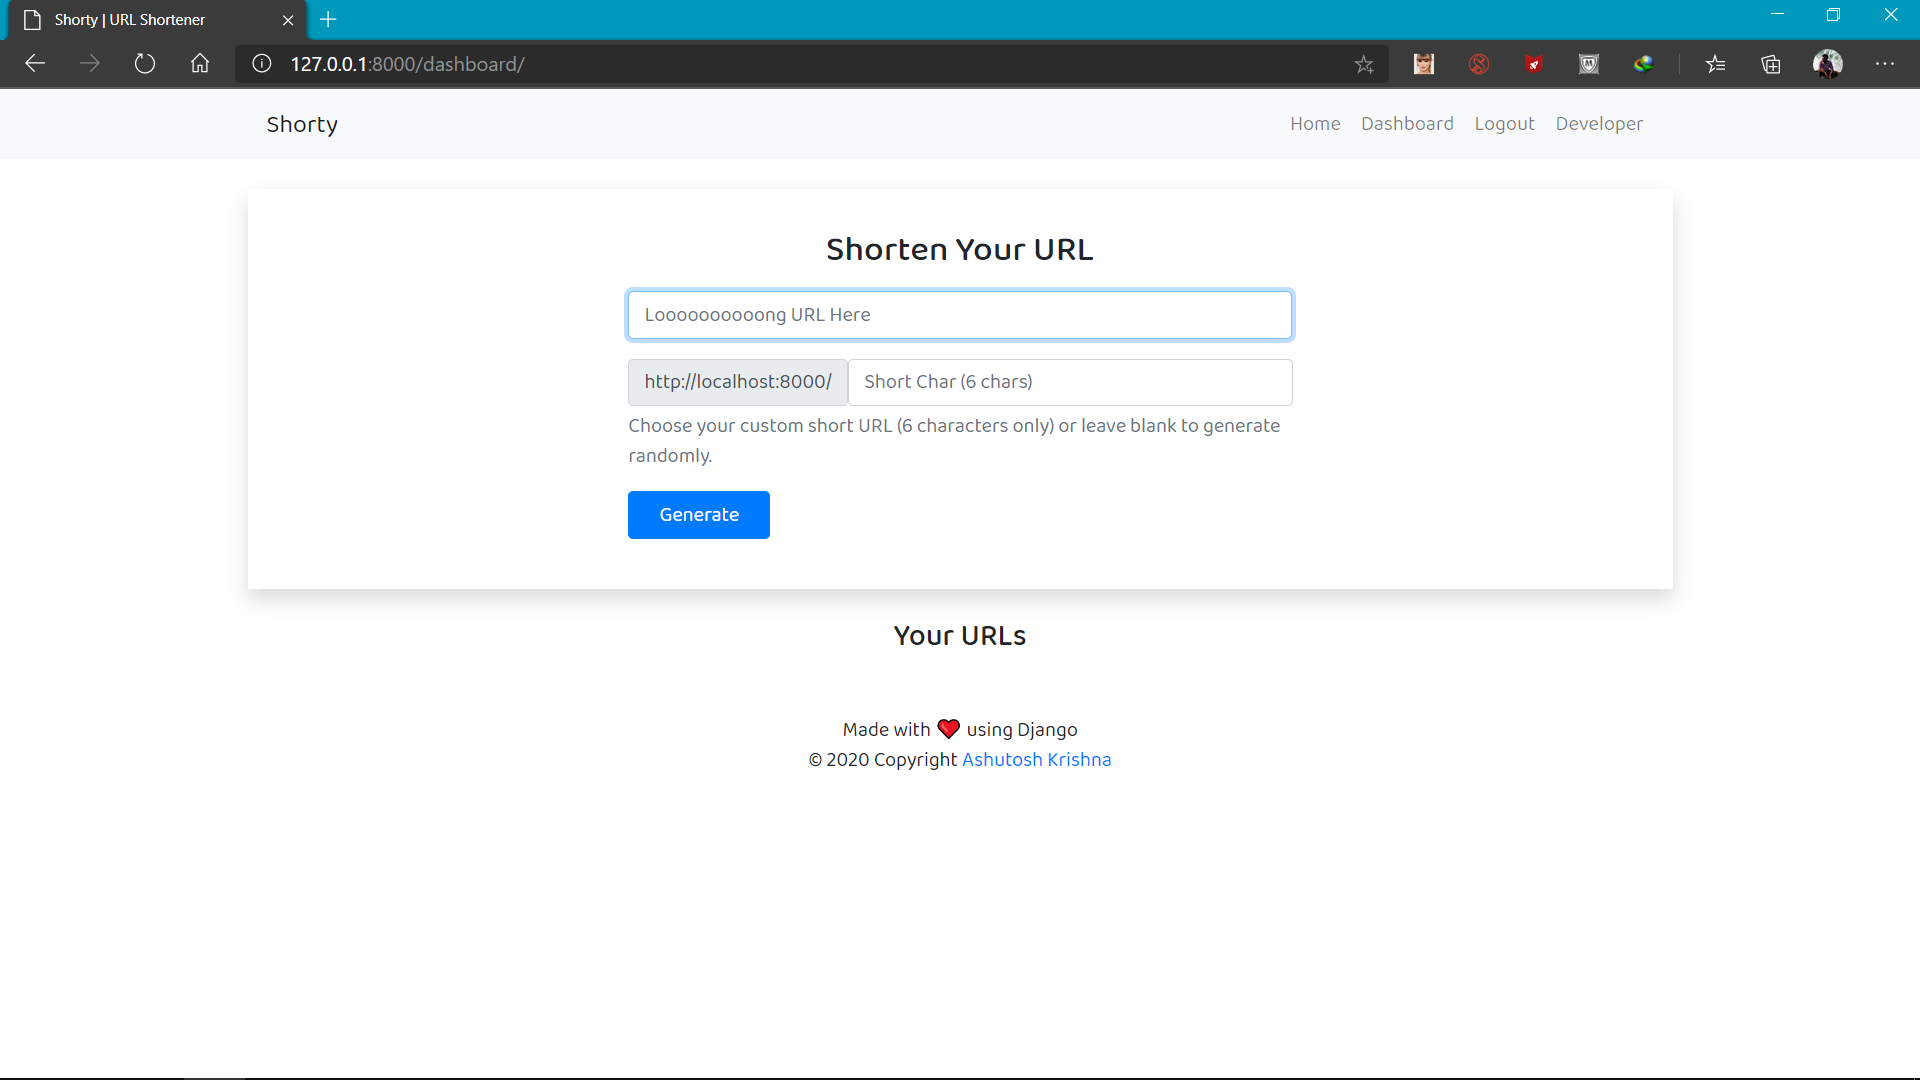 Shorty | URL Shortener
127.0.0.1:8000/dashboard/
Shorty
Home Dashboard Logout Developer
Shorten Your URL
Looooooooooong URL Here
http://localhost:8000/ Short Char (6 chars)
Choose your custom short URL (6 characters only) or leave blank to generate
randomly.
Generate
Your URLs
Made with ❤ using Django
© 2020 Copyright Ashutosh Krishna